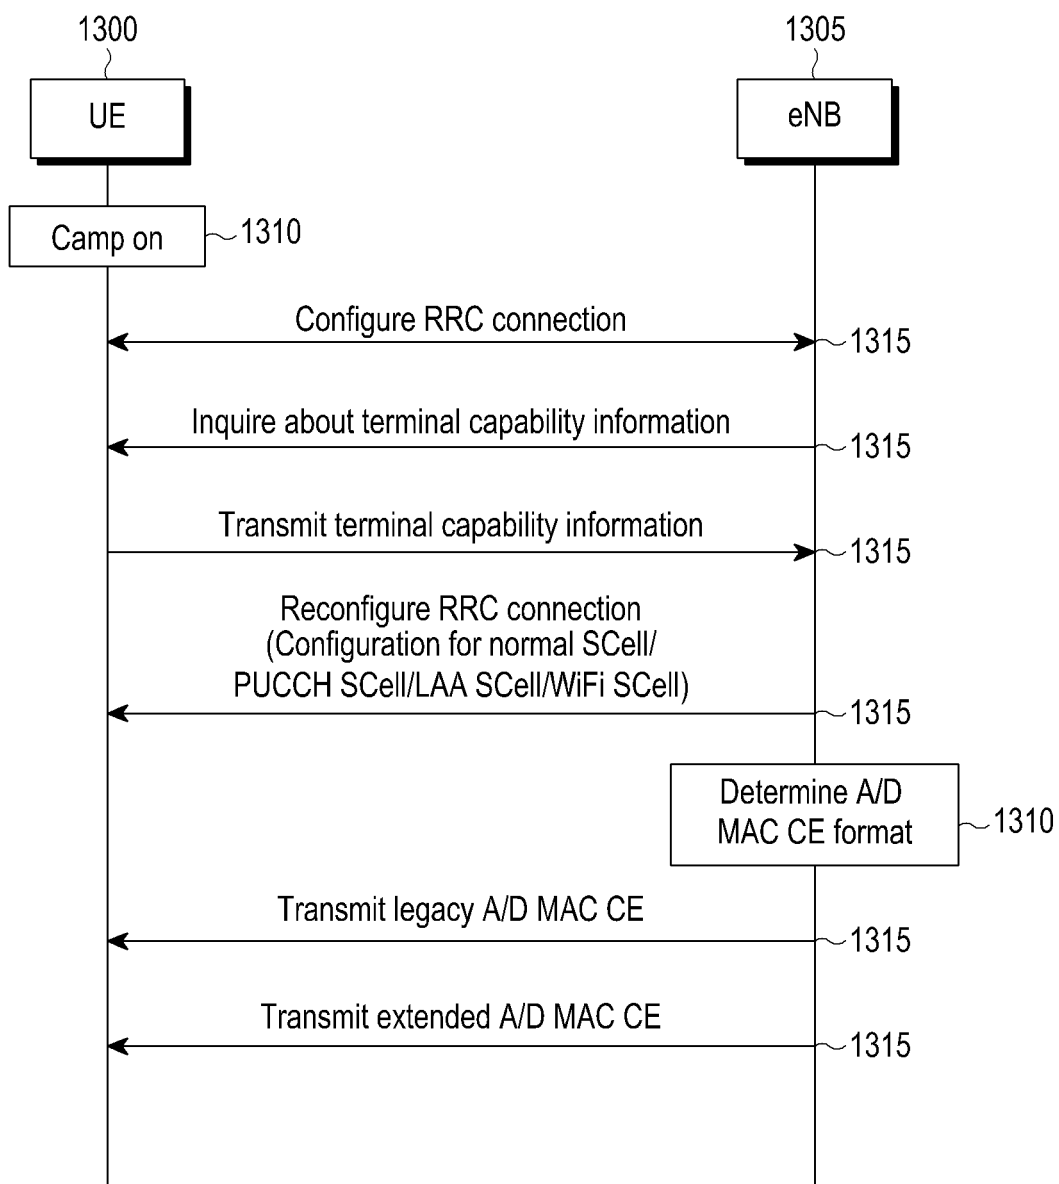 1300
1305
UE
eNB
Camp on
1310
Configure RRC connection
1315
Inquire about terminal capability information
1315
Transmit terminal capability information
1315
Reconfigure RRC connection
(Configuration for normal SCell/
PUCCH SCell/LAA SCell/WiFi SCell)
1315
Determine A/D
MAC CE format
1310
Transmit legacy A/D MAC CE
1315
Transmit extended A/D MAC CE
1315